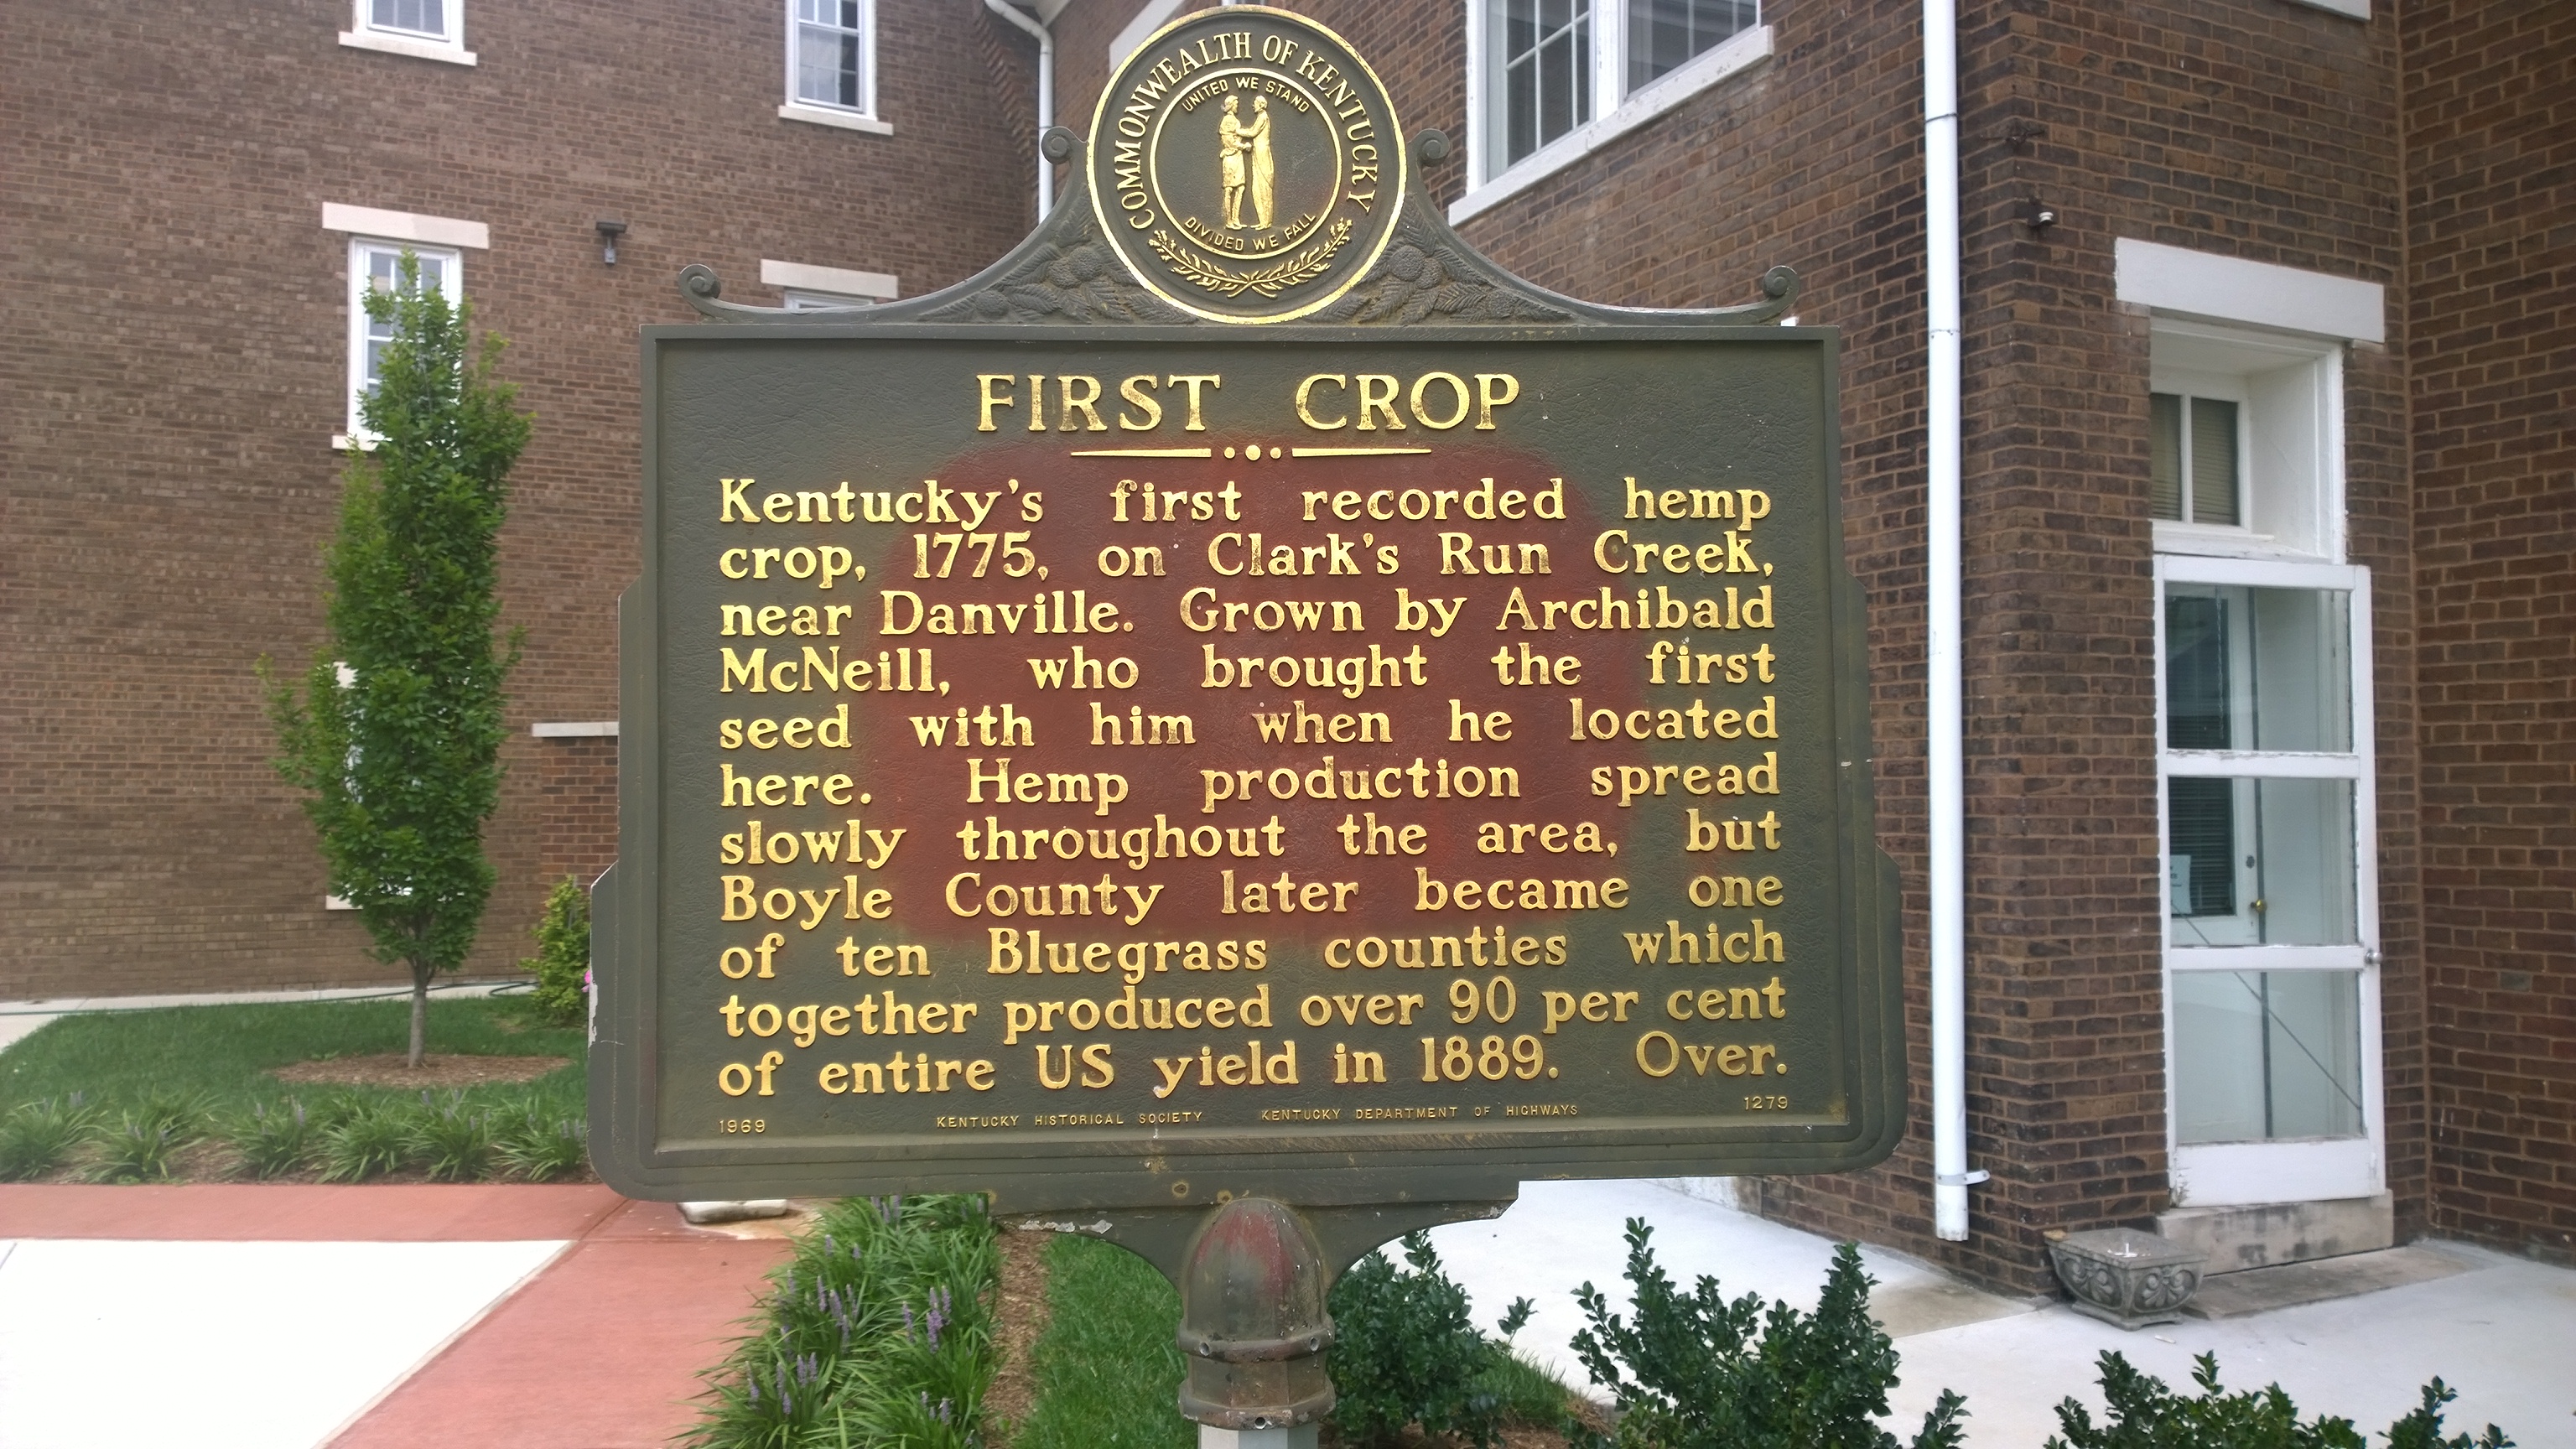 COMMONWEALTH OF KENTUCKY
UNITED WE STAND
DIVIDED WE FALL
FIRST CROP
Kentucky's first recorded hemp
crop, 1775, on Clark's Run Creek,
near Danville. Grown by Archibald
McNeill, who brought the first
seed with him when he located
here. Hemp production spread
slowly throughout the area, but
Boyle County later became one
of ten Bluegrass counties which
together produced over 90 per cent
of entire US yield in 1889. Over.
1969 KENTUCKY HISTORICAL SOCIETY KENTUCKY DEPARTMENT OF HIGHWAYS 1279